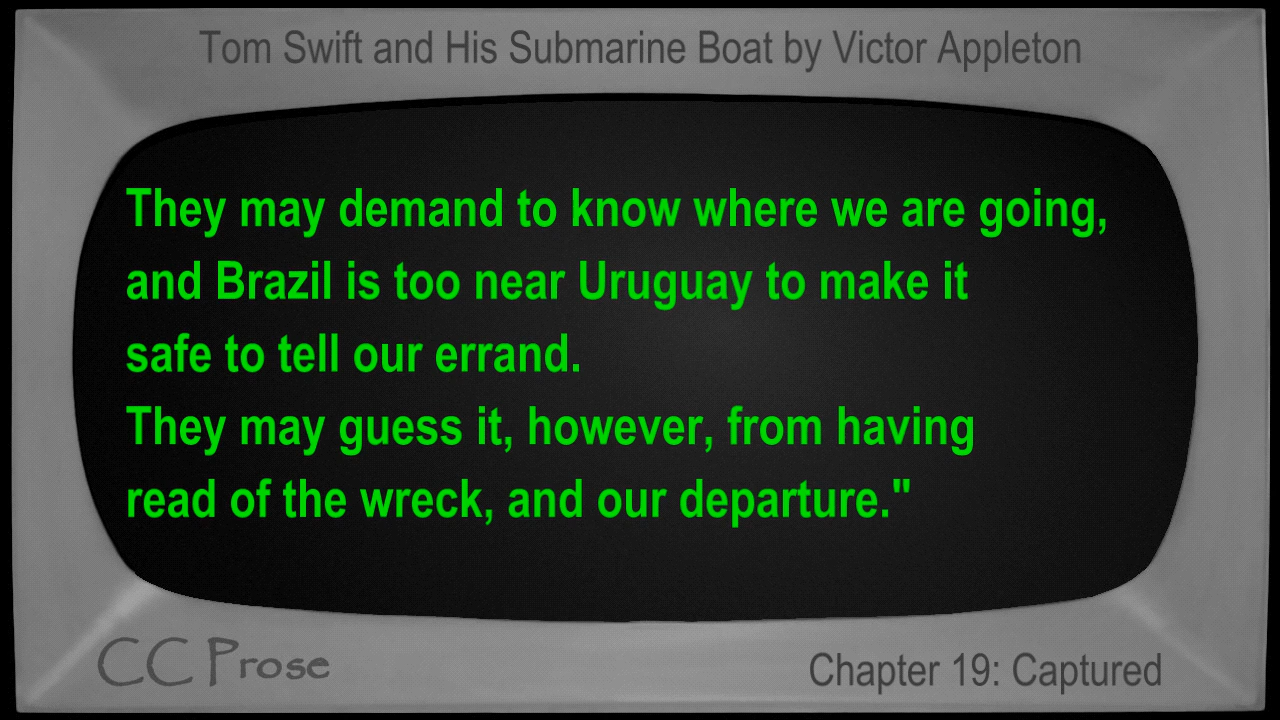 Tom Swift and His Submarine Boat by Victor Appleton
They may demand to know where we are going,
and Brazil is too near Uruguay to make it
safe to tell our errand.
They may guess it, however, from having
read of the wreck, and our departure."
CC Prose
Chapter 19: Captured